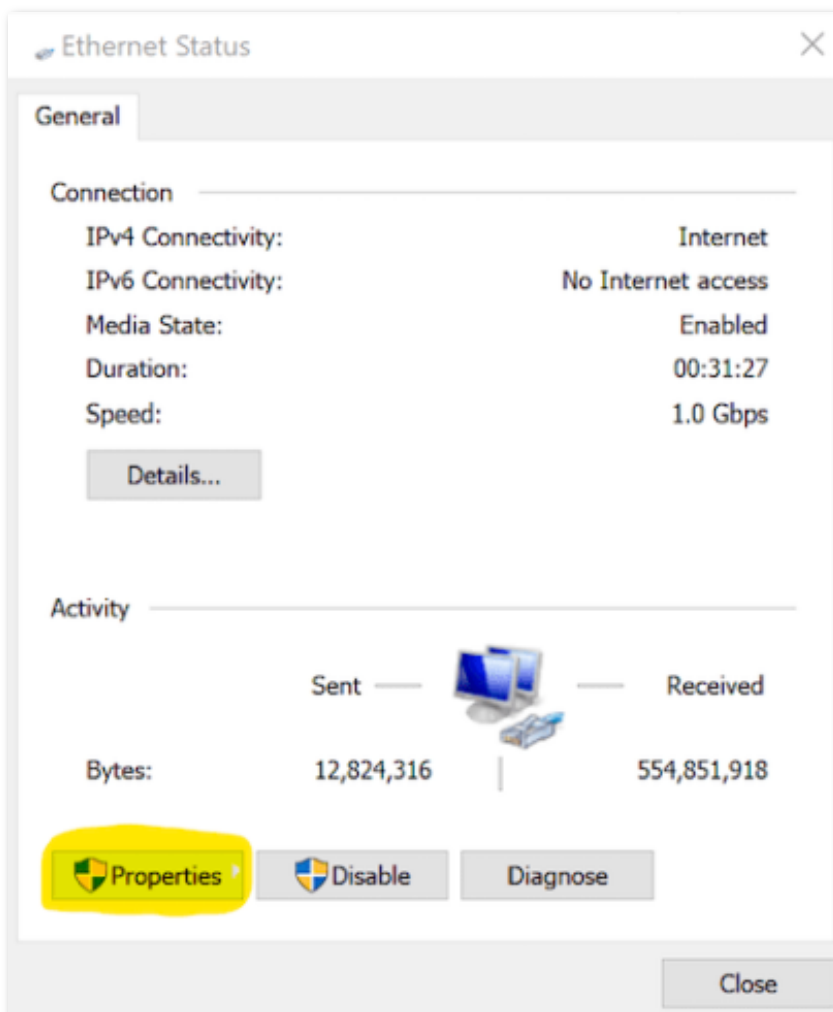 Ethernet Status
General
Connection
IPv4 Connectivity: Internet
IPv6 Connectivity: No Internet access
Media State: Enabled
Duration: 00:31:27
Speed: 1.0 Gbps
Details...
Activity
Sent Received
Bytes: 12,824,316 554,851,918
Properties Disable Diagnose
Close